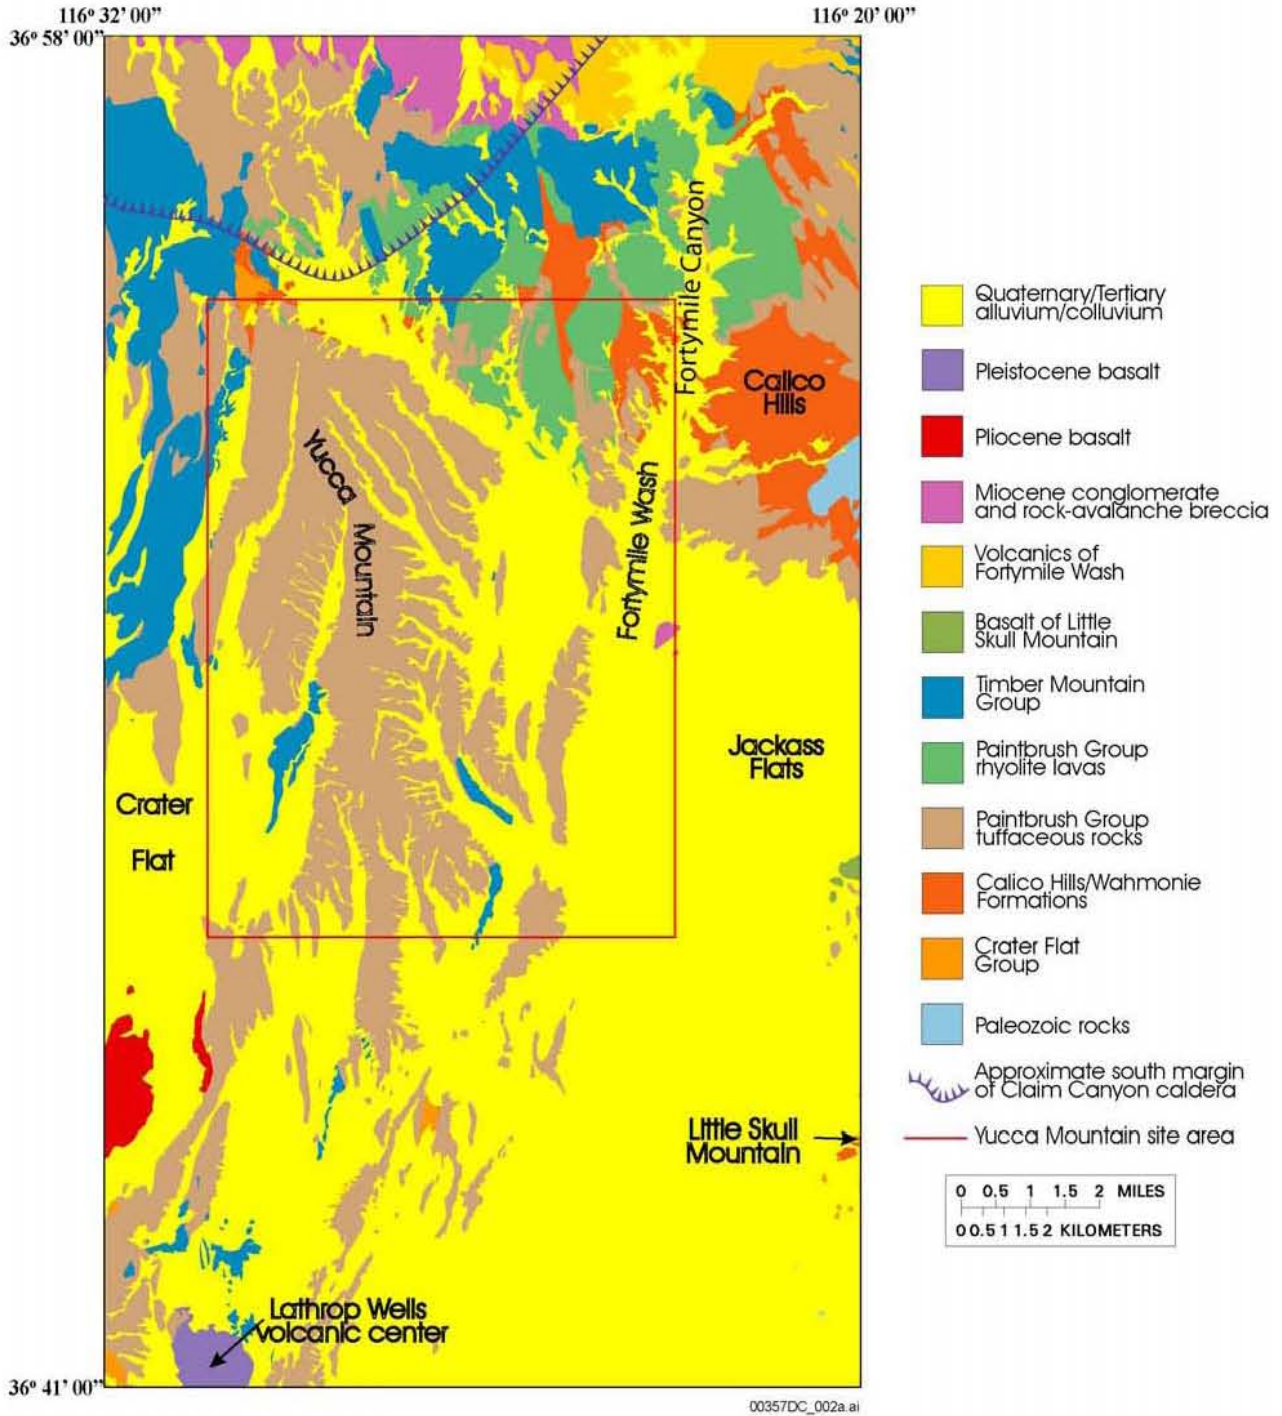 116º 32’ 00”
116º 20’ 00”
36º 58’ 00”
Fortymile Canyon
Calico
Hills
Yucca
Mountain
Fortymile Wash
Jackass
Flats
Crater
Flat
Little Skull
Mountain
Lathrop Wells
volcanic center
36º 41’ 00”
Quaternary/Tertiary
alluvium/colluvium
Pleistocene basalt
Pliocene basalt
Miocene conglomerate
and rock-avalanche breccia
Volcanics of
Fortymile Wash
Basalt of Little
Skull Mountain
Timber Mountain
Group
Paintbrush Group
rhyolite lavas
Paintbrush Group
tuffaceous rocks
Calico Hills/Wahmonie
Formations
Crater Flat
Group
Paleozoic rocks
Approximate south margin
of Claim Canyon caldera
Yucca Mountain site area
0 0.5 1 1.5 2 MILES
0 0.5 1 1.5 2 KILOMETERS
00357DC_002a.ai